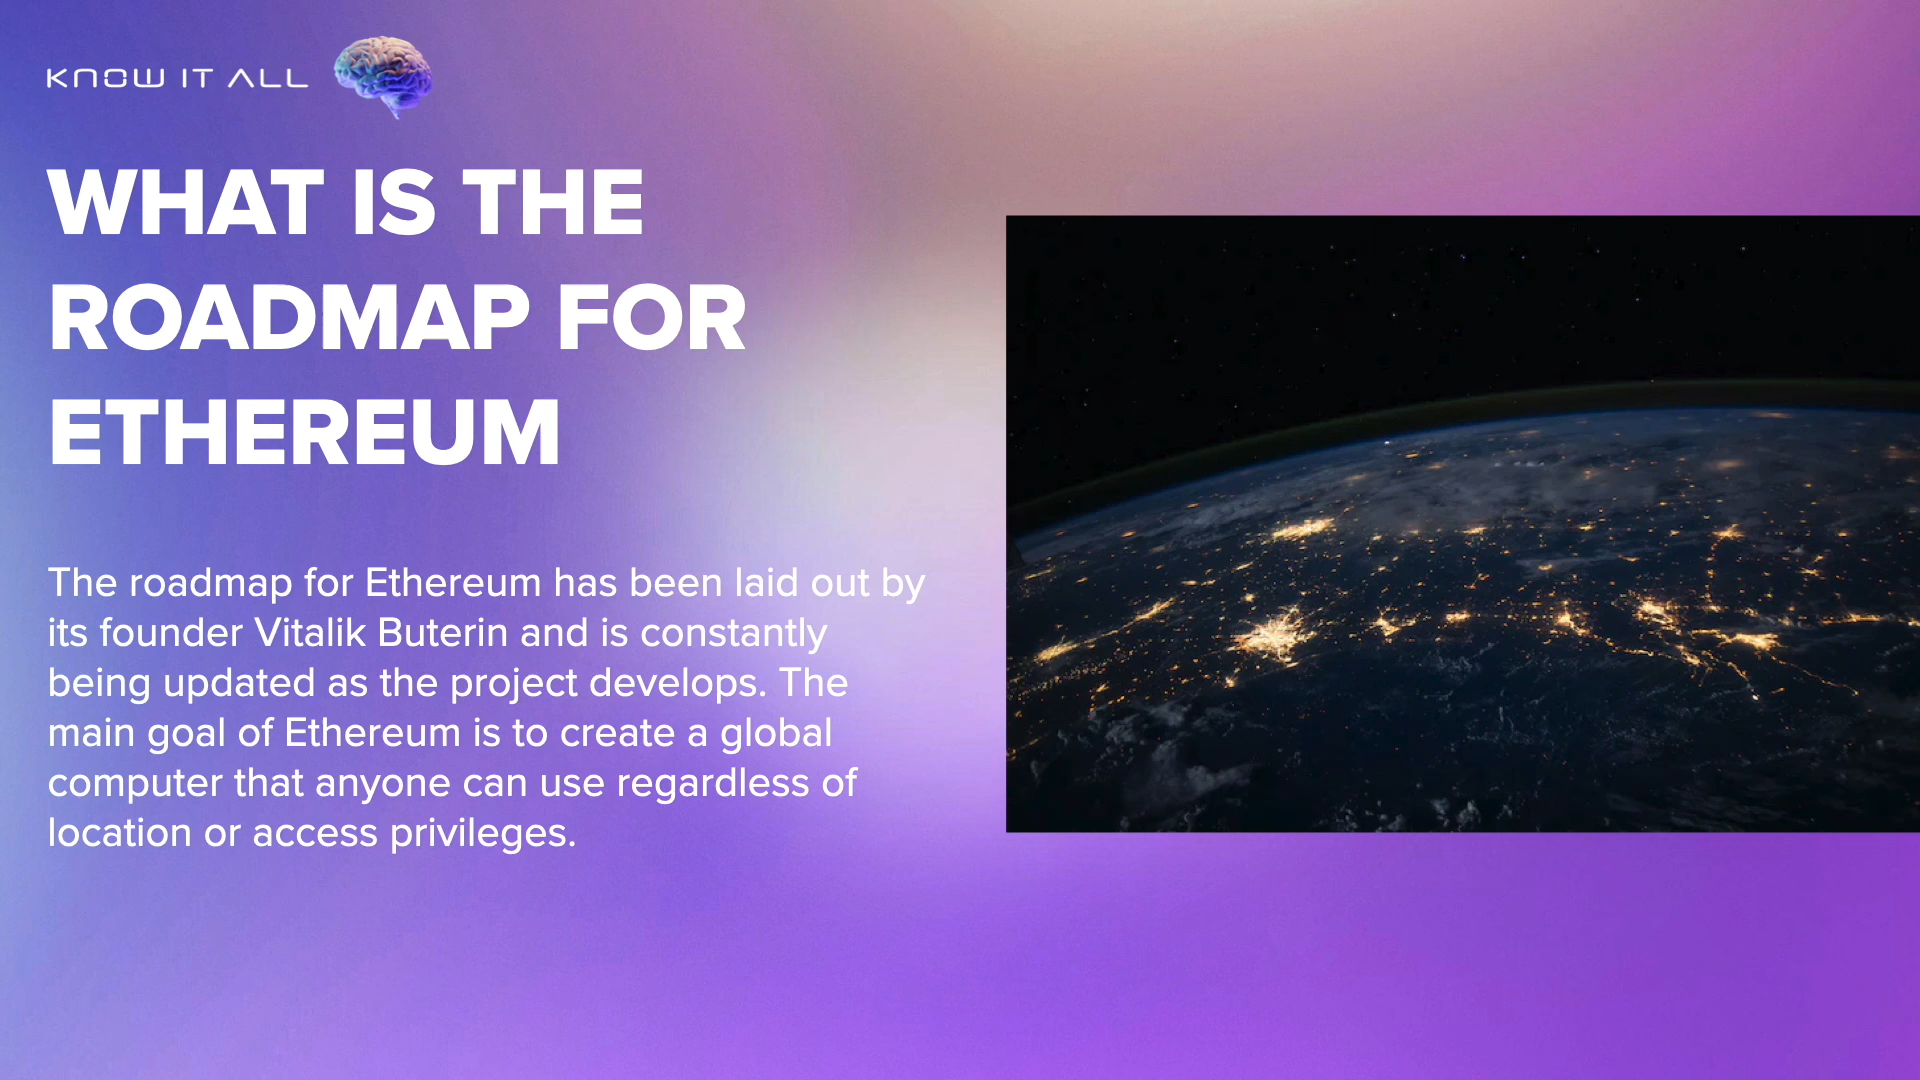 KNOW IT ALL
WHAT IS THE
ROADMAP FOR
ETHEREUM
The roadmap for Ethereum has been laid out by
its founder Vitalik Buterin and is constantly
being updated as the project develops. The
main goal of Ethereum is to create a global
computer that anyone can use regardless of
location or access privileges.